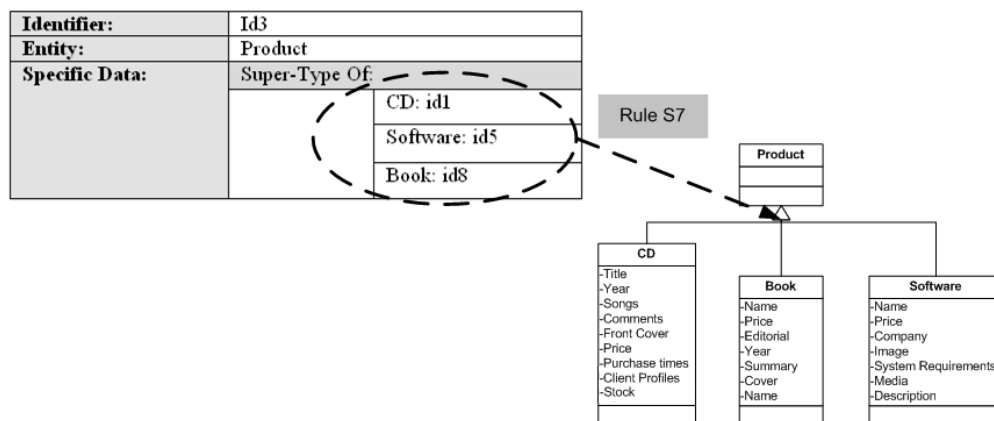 Identifier: Id3
Entity: Product
Specific Data: Super-Type Of:
CD: id1
Software: id5
Book: id8
Rule S7
Product
CD
-Title
-Year
-Songs
-Comments
-Front Cover
-Price
-Purchase times
-Client Profiles
-Stock
Book
-Name
-Price
-Editorial
-Year
-Summary
-Cover
-Name
Software
-Name
-Price
-Company
-Image
-System Requirements
-Media
-Description